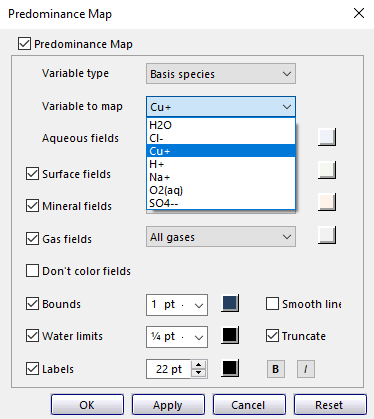 Predominance Map
Predominance Map
Variable type Basis species
Variable to map Cu+
H2O
Aqueous fields Cl-
Cu+
Surface fields H+
Na+
Mineral fields O2(aq)
SO4--
Gas fields All gases
Don't color fields
Bounds 1 pt · Smooth line
Water limits ¼ pt · Truncate
Labels 22 pt B I
OK Apply Cancel Reset